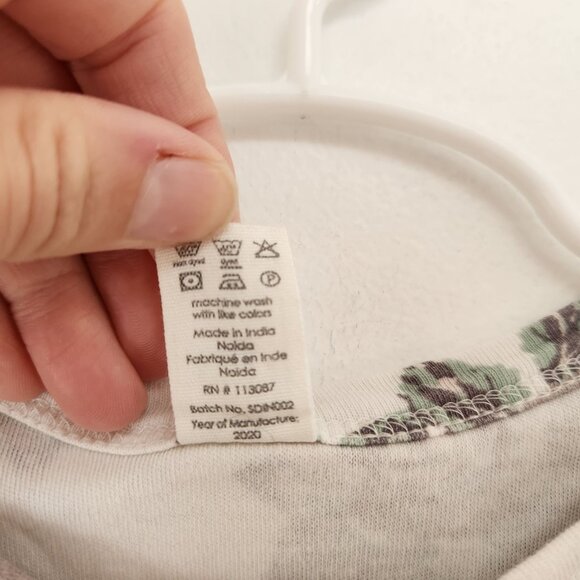 dyed
machine wash
with like colors
Made in India
Noida
Fabriqué en Inde
Noida
RN # 113087
Batch No. SDIN002
Year of Manufacture:
2020